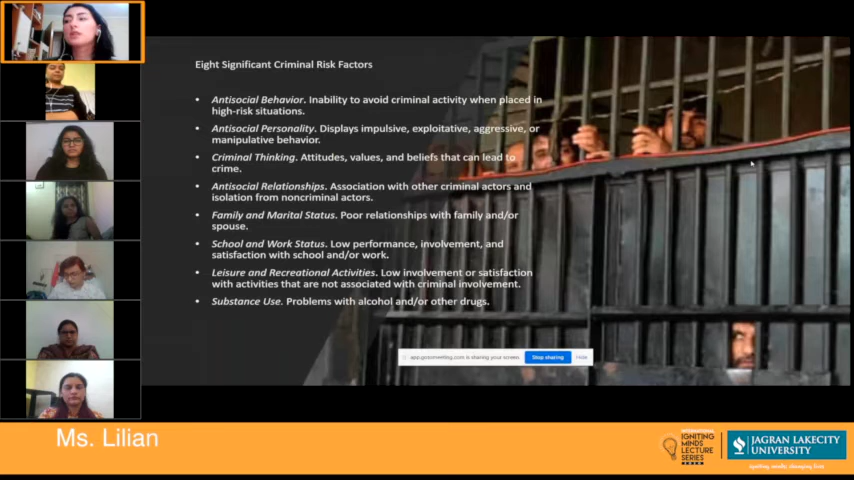 Eight Significant Criminal Risk Factors
• Antisocial Behavior. Inability to avoid criminal activity when placed in
high-risk situations.
• Antisocial Personality. Displays impulsive, exploitative, aggressive, or
manipulative behavior.
• Criminal Thinking. Attitudes, values, and beliefs that can lead to
crime.
• Antisocial Relationships. Association with other criminal actors and
isolation from noncriminal actors.
• Family and Marital Status. Poor relationships with family and/or
spouse.
• School and Work Status. Low performance, involvement, and
satisfaction with school and/or work.
• Leisure and Recreational Activities. Low involvement or satisfaction
with activities that are not associated with criminal involvement.
• Substance Use. Problems with alcohol and/or other drugs.
app.gotomeeting.com is sharing your screen.
Stop sharing
Hide
Ms. Lilian
INTERNATIONAL
IGNITING
MINDS
LECTURE
SERIES
JAGRAN LAKECITY
UNIVERSITY